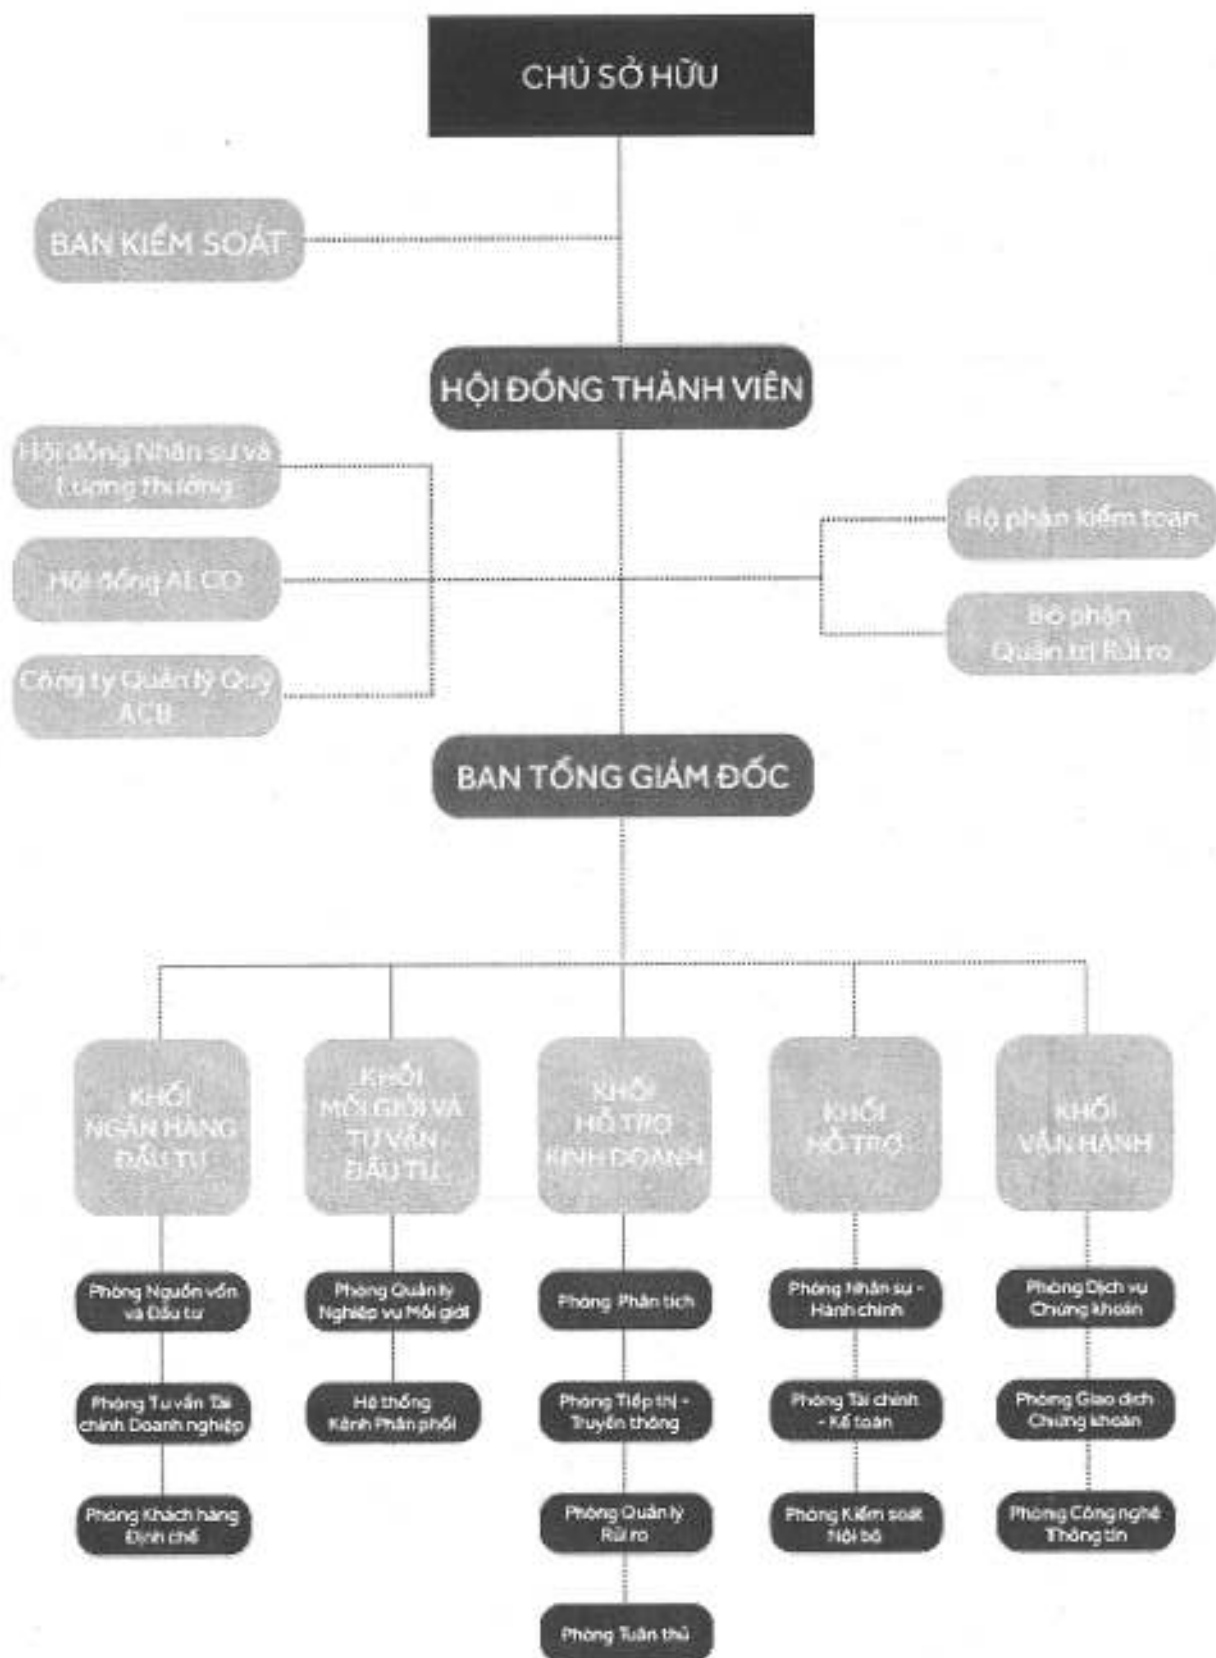 CHỦ SỞ HỮU
BAN KIỂM SOÁT
HỘI ĐỒNG THÀNH VIÊN
Hội đồng Nhân sự và
Lương thưởng
Bộ phận kiểm toán
Hội đồng ALCO
Bộ phận
Quản trị Rủi ro
Công ty Quản lý Quỹ
ACB
BAN TỔNG GIÁM ĐỐC
KHỐI
NGÂN HÀNG
ĐẦU TƯ
KHỐI
MÔI GIỚI VÀ
TƯ VẤN
ĐẦU TƯ
KHỐI
HỖ TRỢ
KINH DOANH
KHỐI
HỖ TRỢ
KHỐI
VẬN HÀNH
Phòng Nguồn vốn
và Đầu tư
Phòng Quản lý
Nghiệp vụ Môi giới
Phòng Phân tích
Phòng Nhân sự -
Hành chính
Phòng Dịch vụ
Chứng khoán
Phòng Tư vấn Tài
chính Doanh nghiệp
Hệ thống
Kênh Phân phối
Phòng Tiếp thị -
Truyền thông
Phòng Tài chính
- Kế toán
Phòng Giao dịch
Chứng khoán
Phòng Khách hàng
Định chế
Phòng Quản lý
Rủi ro
Phòng Kiểm soát
Nội bộ
Phòng Công nghệ
Thông tin
Phòng Tuân thủ